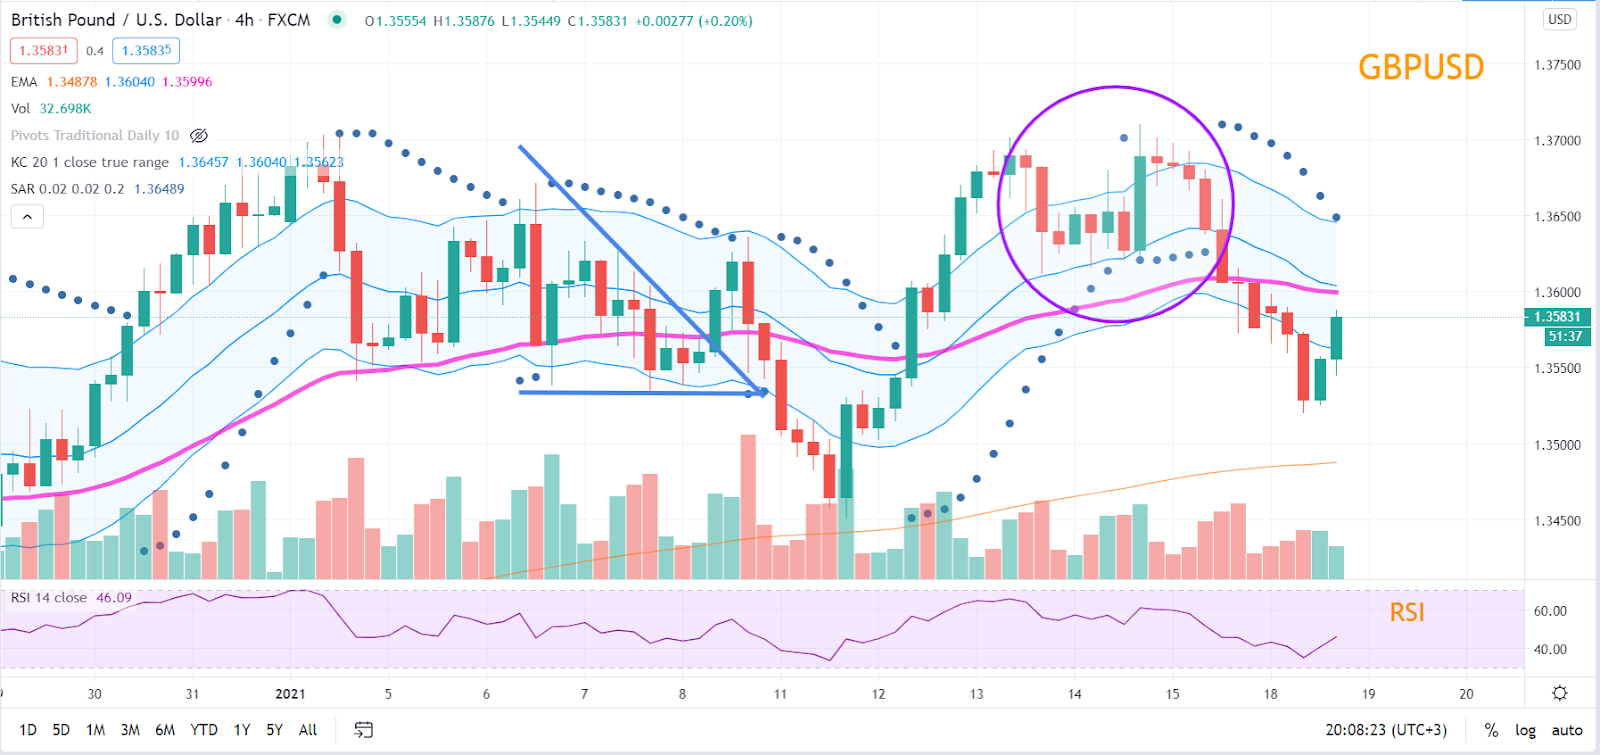 British Pound / U.S. Dollar · 4h · FXCM O1.35554 H1.35876 L1.35449 C1.35831 +0.00277 (+0.20%)
USD
1.35831 0.4 1.35835
EMA 1.34878 1.36040 1.35996
Vol 32.698K
Pivots Traditional Daily 10
KC 20 1 close true range 1.36457 1.36040 1.35623
SAR 0.02 0.02 0.2 1.36489
GBPUSD
1.37500
1.37000
1.36500
1.36000
1.35831
51:37
1.35500
1.35000
1.34500
RSI 14 close 46.09
RSI
60.00
40.00
30 31 2021 5 6 7 8 11 12 13 14 15 18 19 20
1D 5D 1M 3M 6M YTD 1Y 5Y All 20:08:23 (UTC+3) % log auto